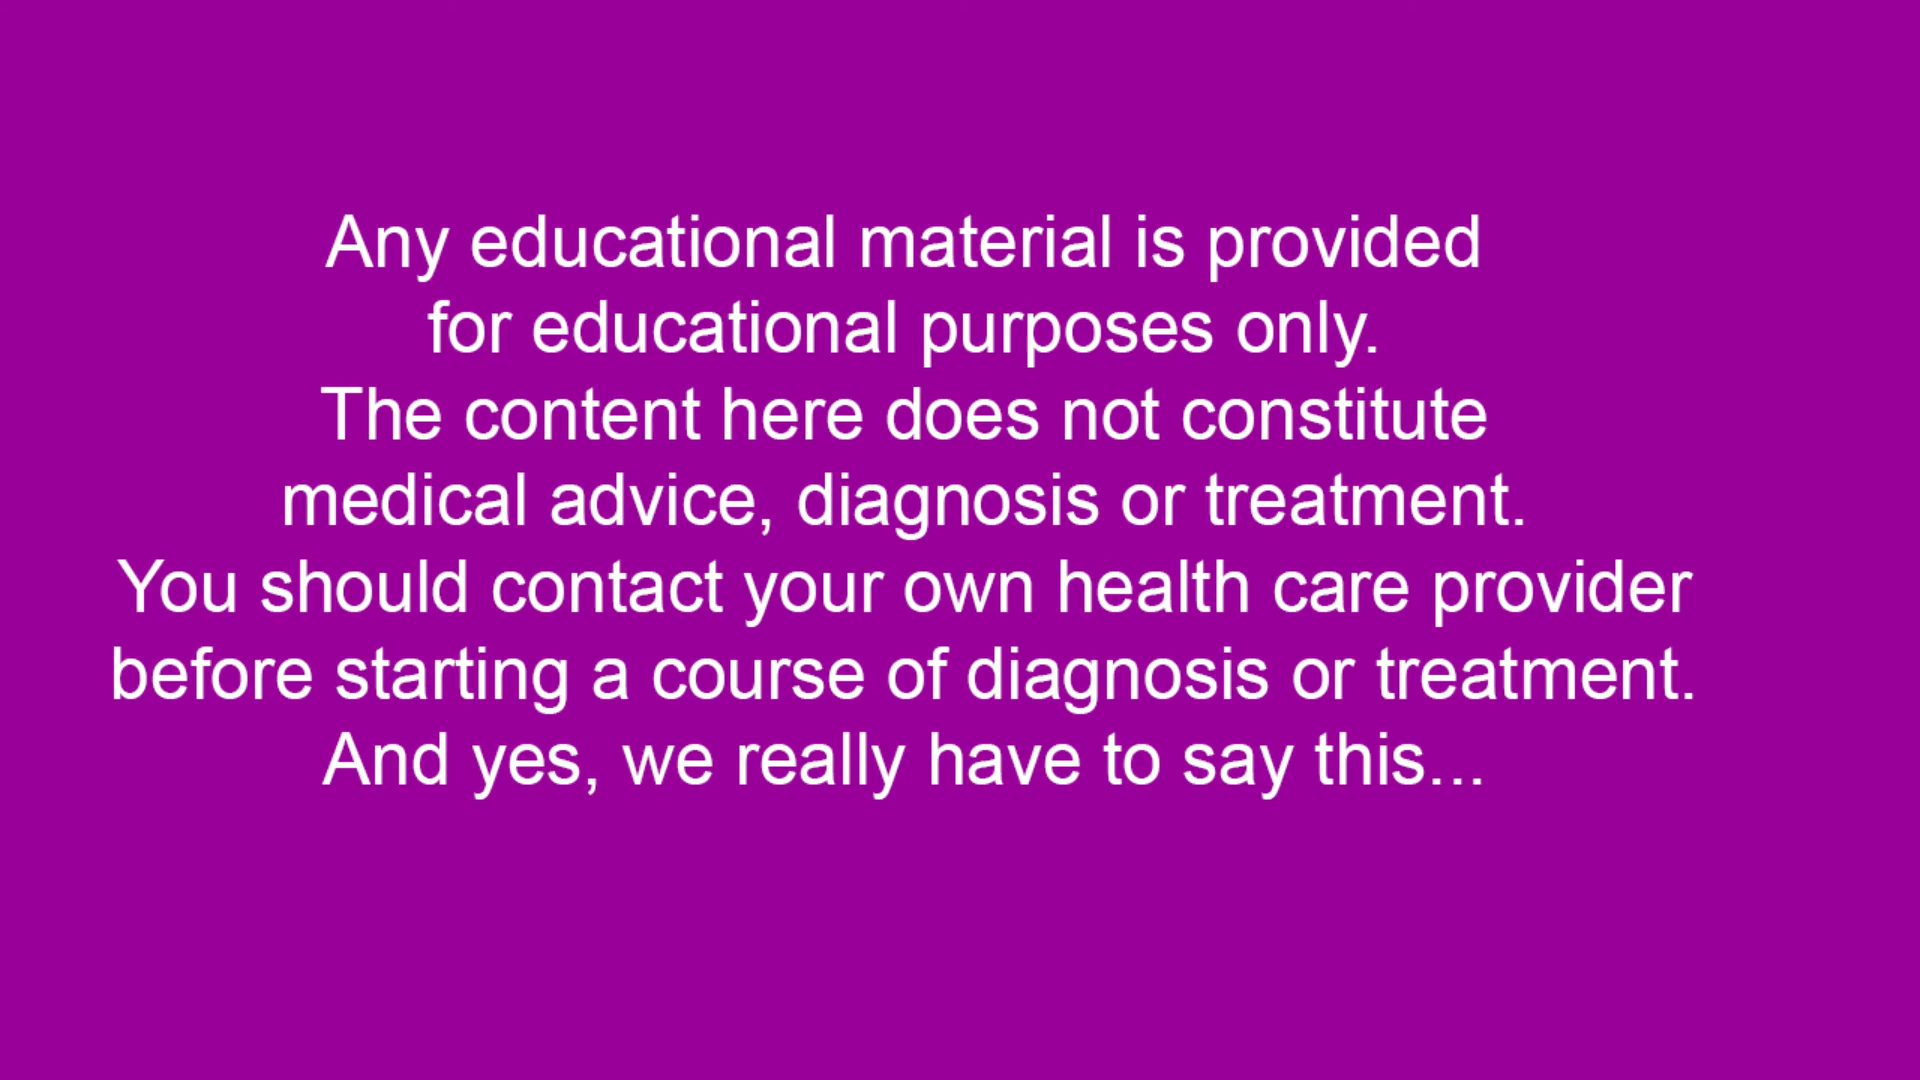 Any educational material is provided
for educational purposes only.
The content here does not constitute
medical advice, diagnosis or treatment.
You should contact your own health care provider
before starting a course of diagnosis or treatment.
And yes, we really have to say this...